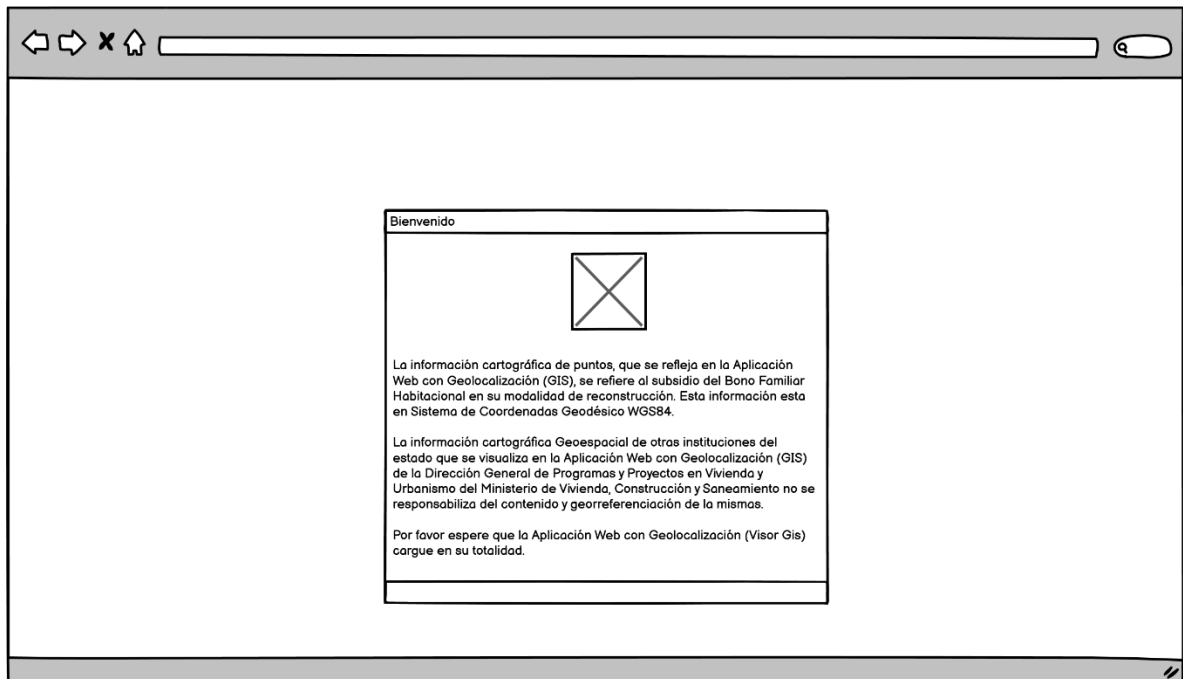 Bienvenido
La información cartográfica de puntos, que se refleja en la Aplicación
Web con Geolocalización (GIS), se refiere al subsidio del Bono Familiar
Habitacional en su modalidad de reconstrucción. Esta información esta
en Sistema de Coordenadas Geodésico WGS84.
La información cartográfica Geoespacial de otras instituciones del
estado que se visualiza en la Aplicación Web con Geolocalización (GIS)
de la Dirección General de Programas y Proyectos en Vivienda y
Urbanismo del Ministerio de Vivienda, Construcción y Saneamiento no se
responsabiliza del contenido y georreferenciación de la mismas.
Por favor espere que la Aplicación Web con Geolocalización (Visor Gis)
cargue en su totalidad.